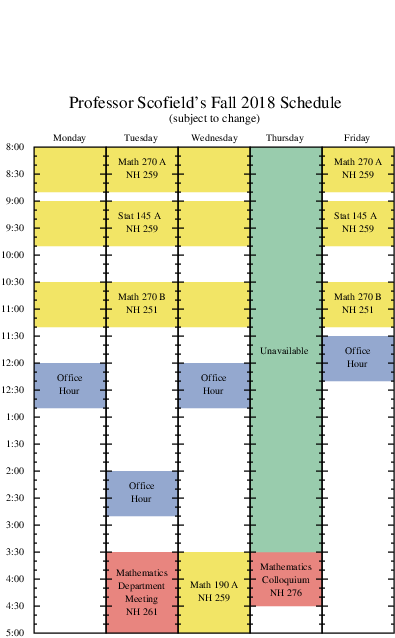 Professor Scofield's Fall 2018 Schedule
(subject to change)
Monday Tuesday Wednesday Thursday Friday
8:00
Math 270 A
NH 259
Math 270 A
NH 259
8:30
9:00
Stat 145 A
NH 259
Stat 145 A
NH 259
9:30
10:00
10:30
Math 270 B
NH 251
Math 270 B
NH 251
11:00
11:30
Unavailable
Office
Hour
12:00
Office
Hour
Office
Hour
12:30
1:00
1:30
2:00
Office
Hour
2:30
3:00
3:30
Mathematics
Department
Meeting
NH 261
Math 190 A
NH 259
Mathematics
Colloquium
NH 276
4:00
4:30
5:00